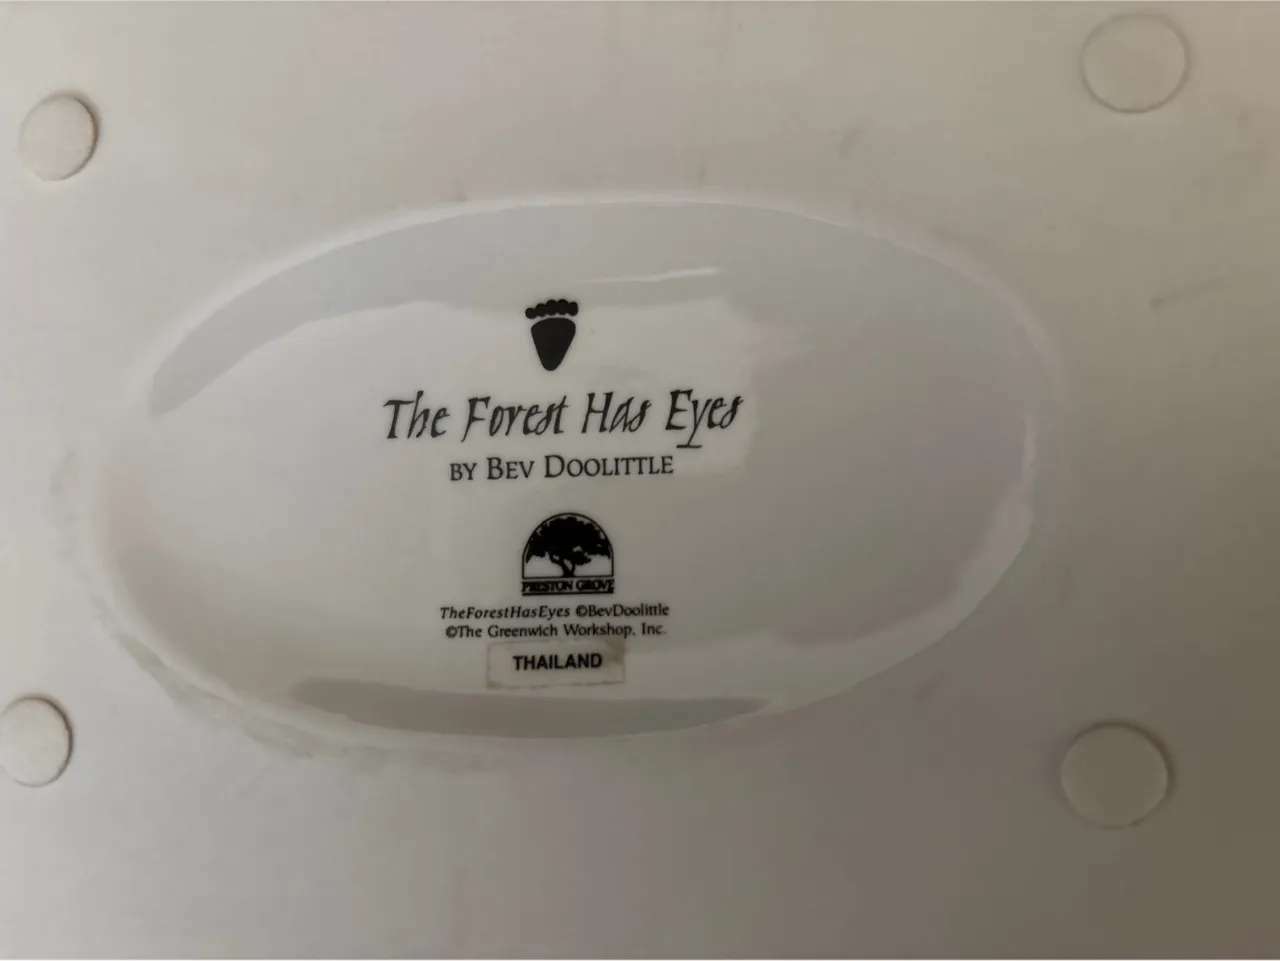 The Forest Has Eyes
BY BEV DOOLITTLE
PRESTON GROVE
TheForestHasEyes ©BevDoolittle
©The Greenwich Workshop, Inc.
THAILAND